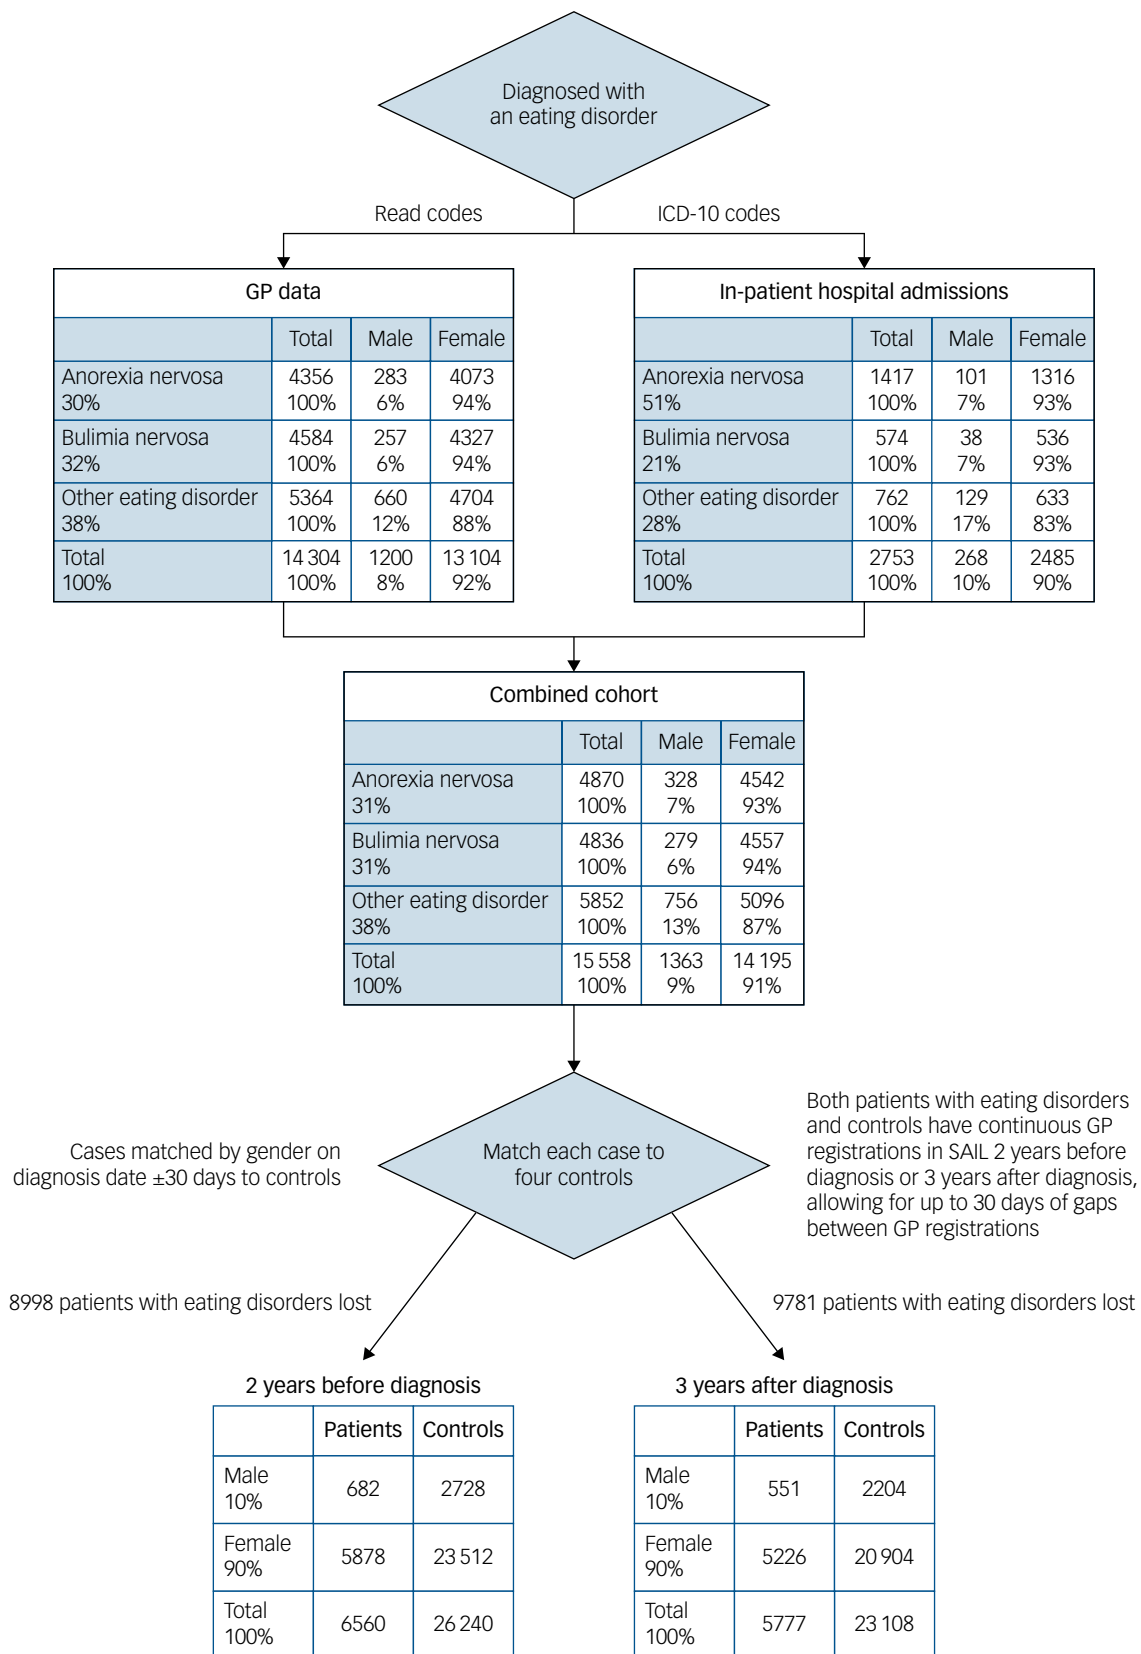 Diagnosed with
an eating disorder
Read codes
ICD-10 codes
GP data
Total Male Female
Anorexia nervosa 4356 283 4073
30% 100% 6% 94%
Bulimia nervosa 4584 257 4327
32% 100% 6% 94%
Other eating disorder 5364 660 4704
38% 100% 12% 88%
Total 14 304 1200 13 104
100% 100% 8% 92%
In-patient hospital admissions
Total Male Female
Anorexia nervosa 1417 101 1316
51% 100% 7% 93%
Bulimia nervosa 574 38 536
21% 100% 7% 93%
Other eating disorder 762 129 633
28% 100% 17% 83%
Total 2753 268 2485
100% 100% 10% 90%
Combined cohort
Total Male Female
Anorexia nervosa 4870 328 4542
31% 100% 7% 93%
Bulimia nervosa 4836 279 4557
31% 100% 6% 94%
Other eating disorder 5852 756 5096
38% 100% 13% 87%
Total 15 558 1363 14 195
100% 100% 9% 91%
Cases matched by gender on
diagnosis date ±30 days to controls
Match each case to
four controls
Both patients with eating disorders
and controls have continuous GP
registrations in SAIL 2 years before
diagnosis or 3 years after diagnosis,
allowing for up to 30 days of gaps
between GP registrations
8998 patients with eating disorders lost
9781 patients with eating disorders lost
2 years before diagnosis
Patients Controls
Male
10% 682 2728
Female
90% 5878 23 512
Total
100% 6560 26 240
3 years after diagnosis
Patients Controls
Male
10% 551 2204
Female
90% 5226 20 904
Total
100% 5777 23 108